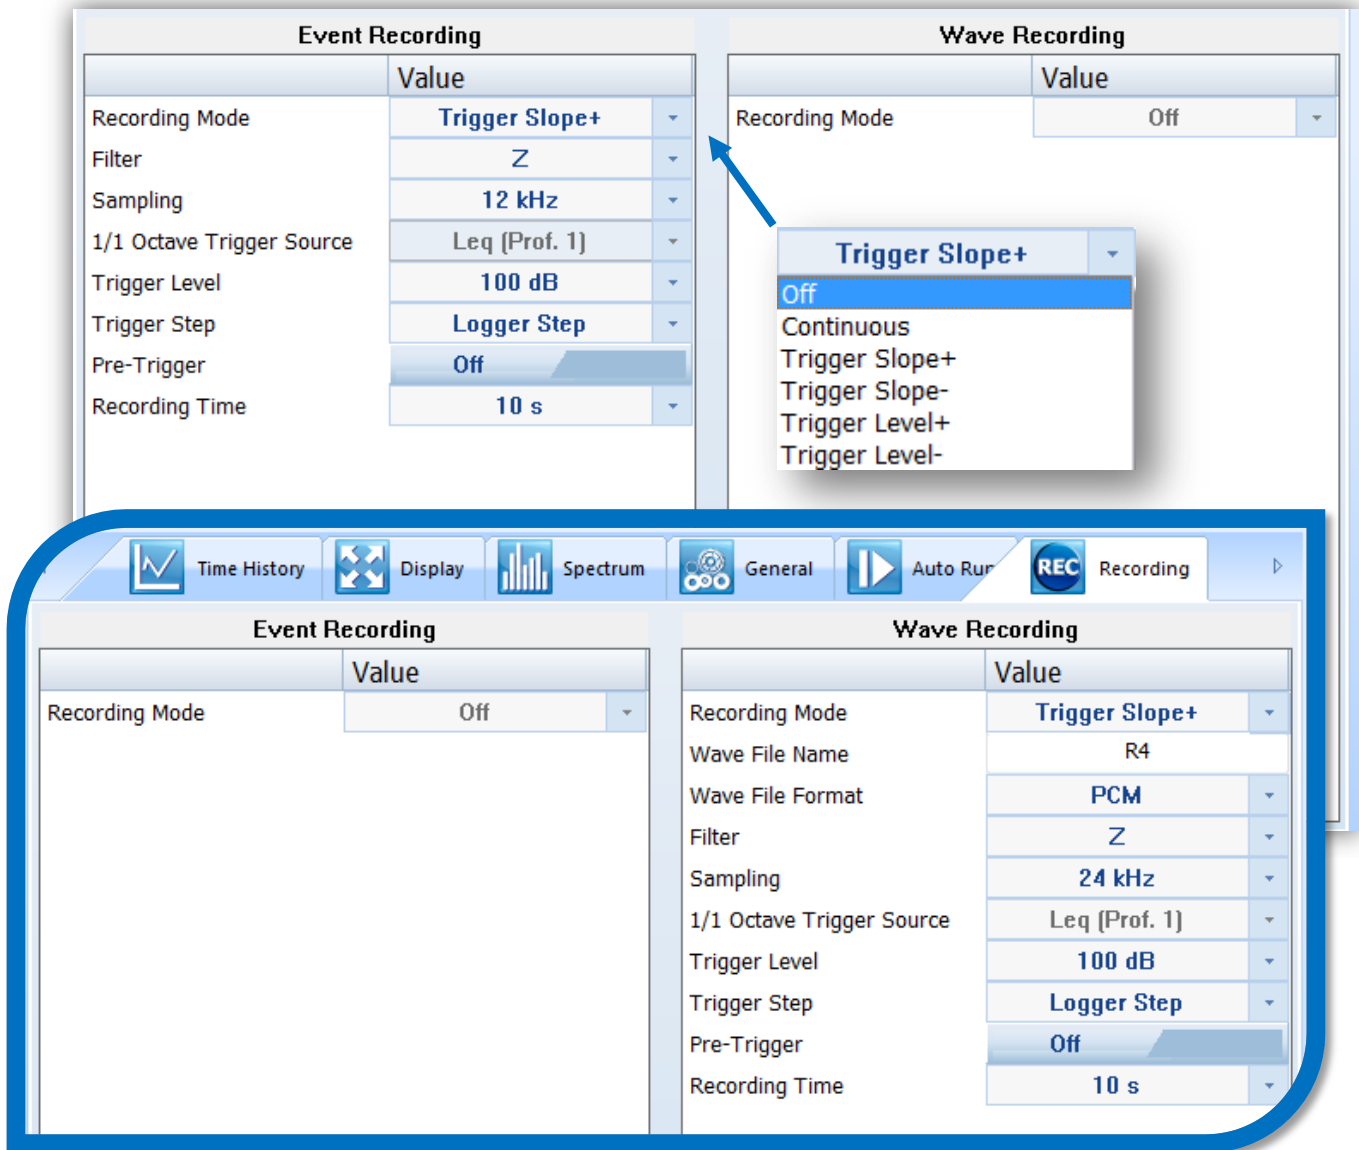 Event Recording
Value
Recording Mode Trigger Slope+
Filter Z
Sampling 12 kHz
1/1 Octave Trigger Source Leq (Prof. 1)
Trigger Level 100 dB
Trigger Step Logger Step
Pre-Trigger Off
Recording Time 10 s
Wave Recording
Value
Recording Mode Off
Trigger Slope+
Off
Continuous
Trigger Slope+
Trigger Slope-
Trigger Level+
Trigger Level-
Time History Display Spectrum General Auto Run REC Recording
Event Recording
Value
Recording Mode Off
Wave Recording
Value
Recording Mode Trigger Slope+
Wave File Name R4
Wave File Format PCM
Filter Z
Sampling 24 kHz
1/1 Octave Trigger Source Leq (Prof. 1)
Trigger Level 100 dB
Trigger Step Logger Step
Pre-Trigger Off
Recording Time 10 s